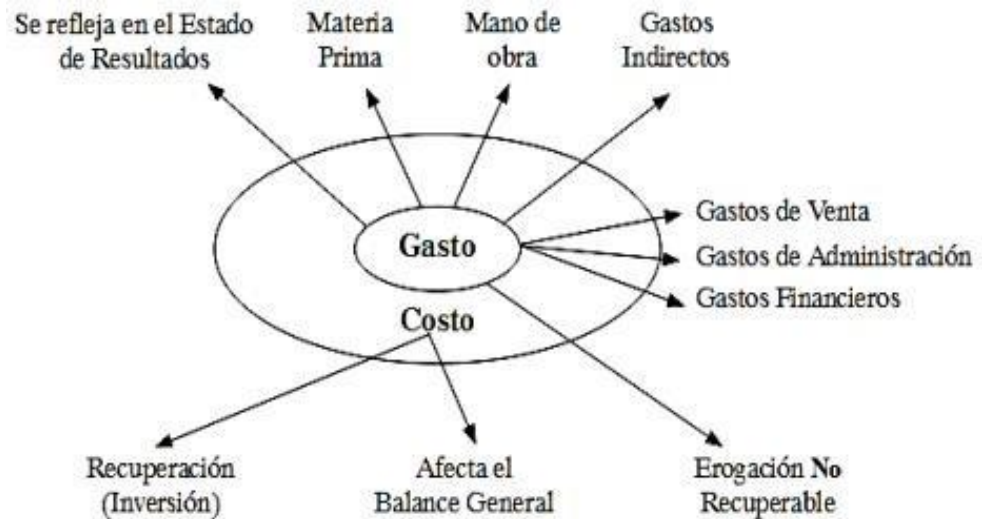 Se refleja en el Estado
de Resultados
Materia
Prima
Mano de
obra
Gastos
Indirectos
Gastos de Venta
Gastos de Administración
Gastos Financieros
Gasto
Costo
Recuperación
(Inversión)
Afecta el
Balance General
Erogación No
Recuperable